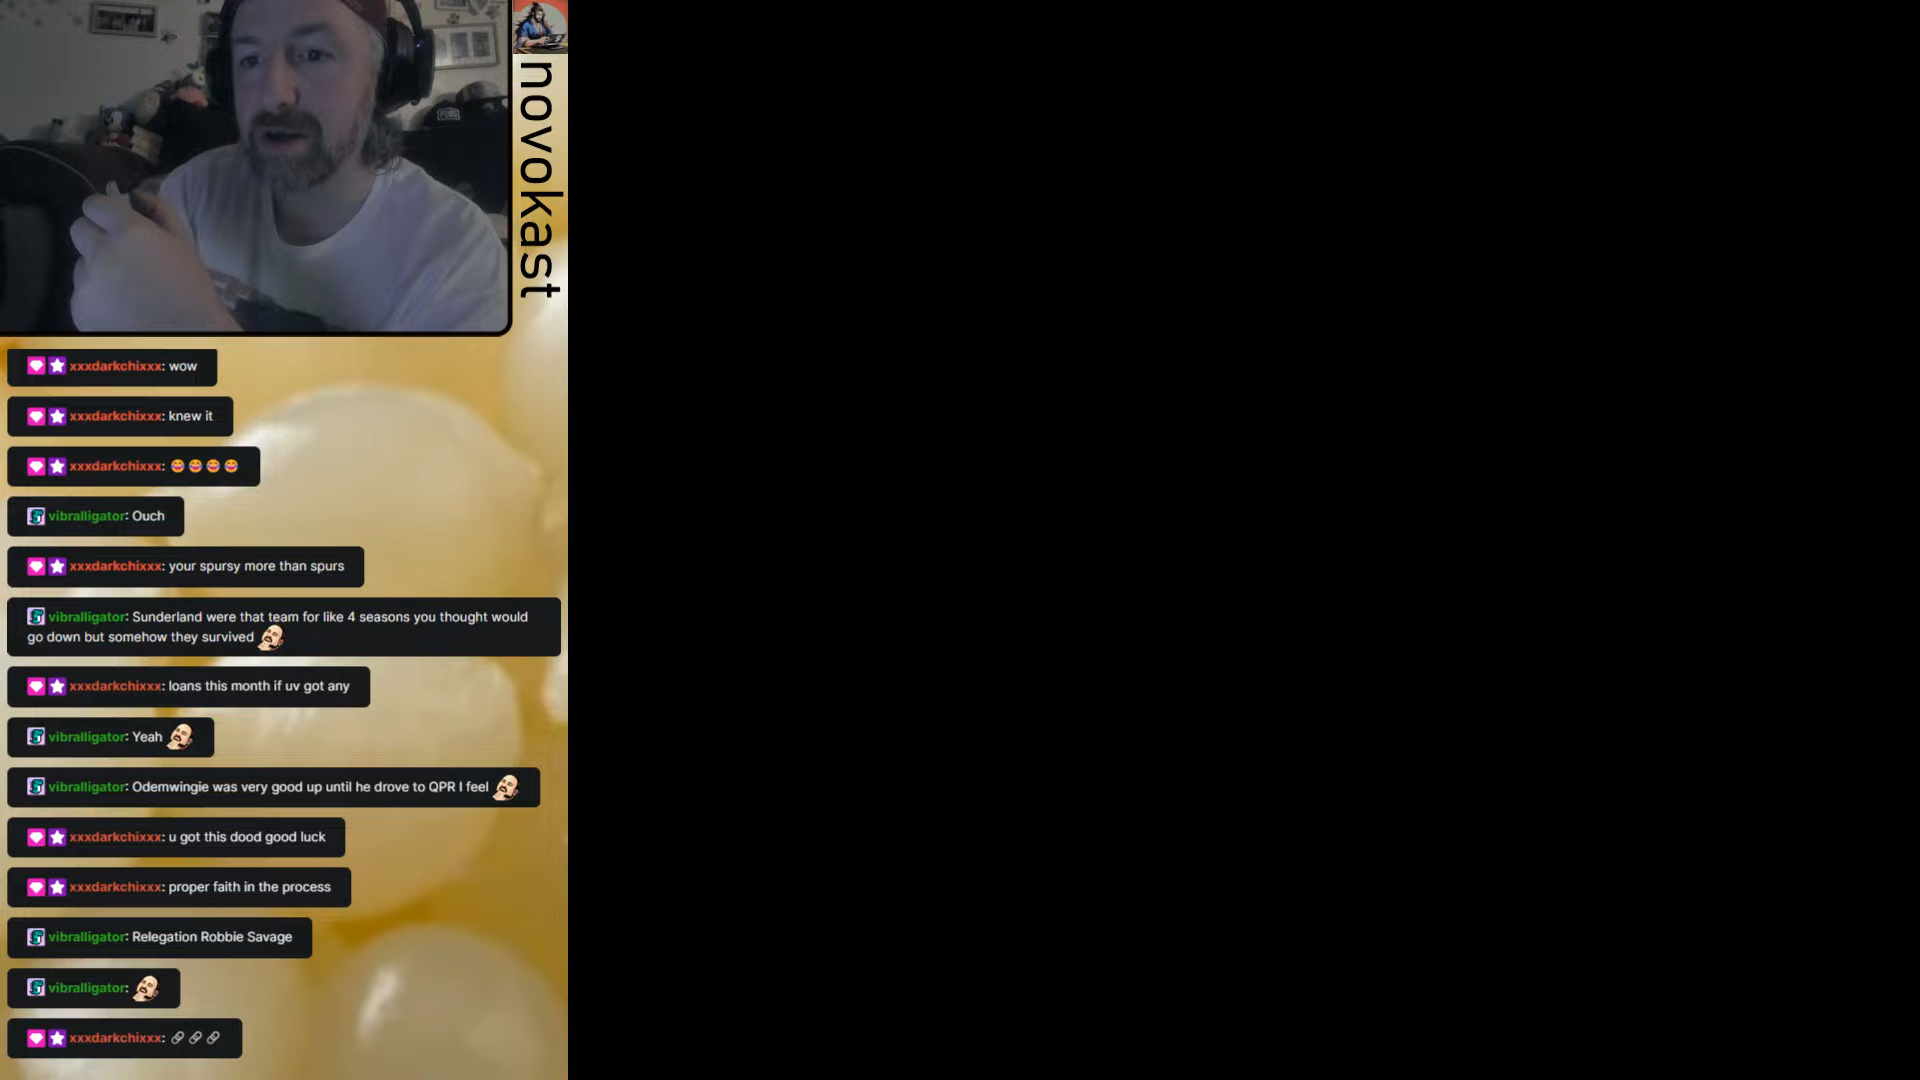 novokast
xxxdarkchixxx: wow
xxxdarkchixxx: knew it
xxxdarkchixxx: 😂😂😂😂
vibralligator: Ouch
xxxdarkchixxx: your spursy more than spurs
vibralligator: Sunderland were that team for like 4 seasons you thought would
go down but somehow they survived
xxxdarkchixxx: loans this month if uv got any
vibralligator: Yeah
vibralligator: Odemwingie was very good up until he drove to QPR I feel
xxxdarkchixxx: u got this dood good luck
xxxdarkchixxx: proper faith in the process
vibralligator: Relegation Robbie Savage
vibralligator:
xxxdarkchixxx: 🔗🔗🔗